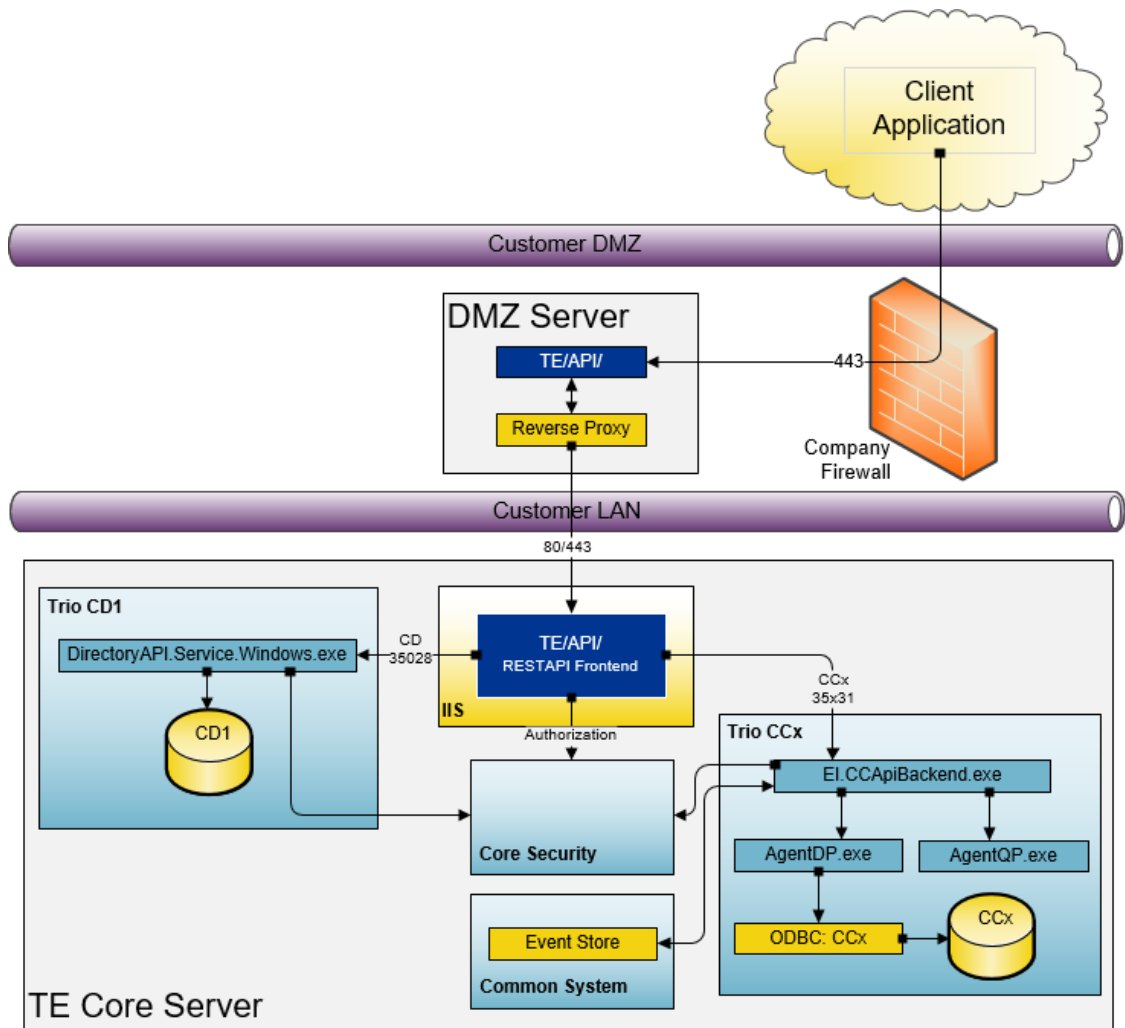 Client
Application
Customer DMZ
DMZ Server
TE/API/
443
Reverse Proxy
Company
Firewall
Customer LAN
80/443
Trio CD1
DirectoryAPI.Service.Windows.exe
CD
35028
TE/API/
RESTAPI Frontend
IIS
CCx
35x31
CD1
Authorization
Trio CCx
EI.CCApiBackend.exe
Core Security
AgentDP.exe
AgentQP.exe
ODBC: CCx
CCx
Event Store
Common System
TE Core Server